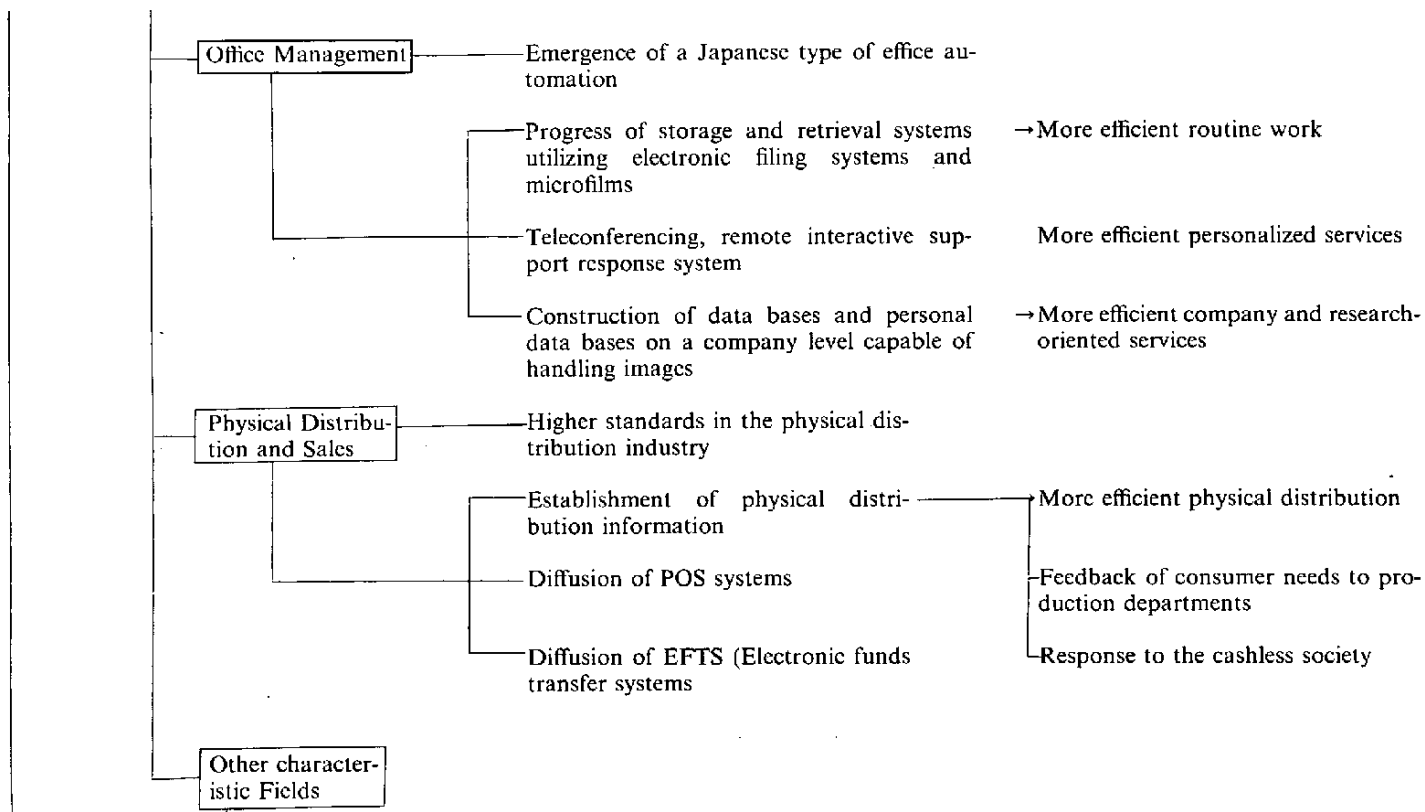 Office Management
Emergence of a Japanese type of effice au-
tomation
Progress of storage and retrieval systems
utilizing electronic filing systems and
microfilms
→More efficient routine work
Teleconferencing, remote interactive sup-
port response system
More efficient personalized services
Construction of data bases and personal
data bases on a company level capable of
handling images
→More efficient company and research-
oriented services
Physical Distribu-
tion and Sales
Higher standards in the physical dis-
tribution industry
Establishment of physical distri-
bution information
More efficient physical distribution
Diffusion of POS systems
Feedback of consumer needs to pro-
duction departments
Diffusion of EFTS (Electronic funds
transfer systems
Response to the cashless society
Other character-
istic Fields